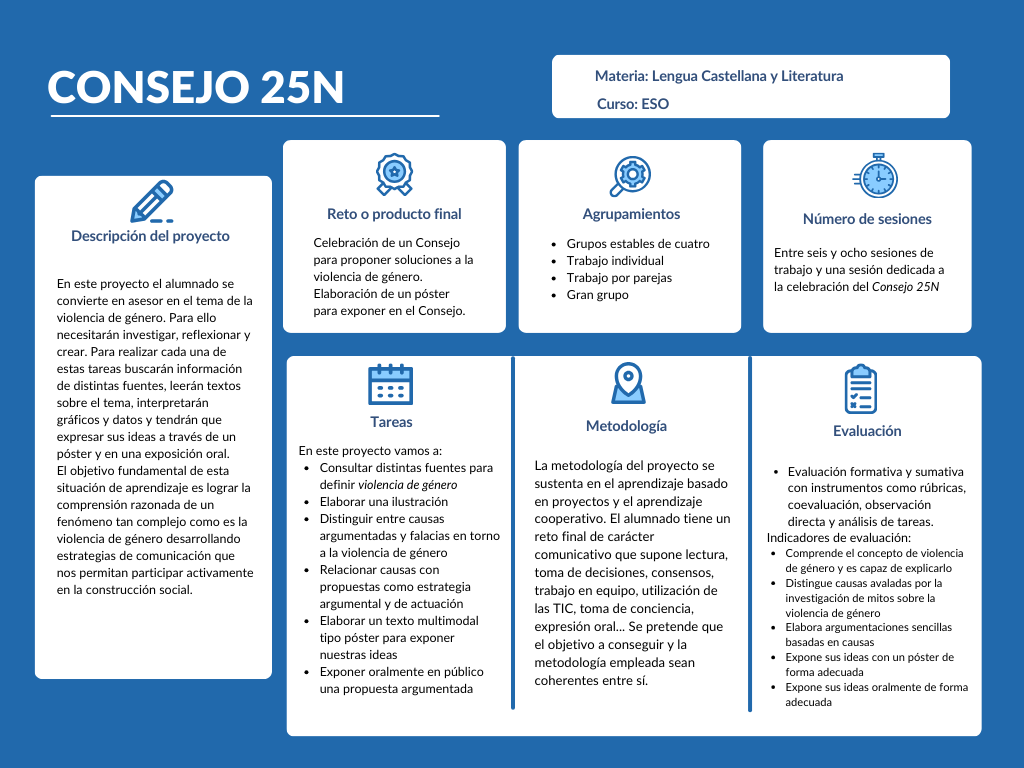 CONSEJO 25N
Materia: Lengua Castellana y Literatura
Curso: ESO
Descripción del proyecto
En este proyecto el alumnado se
convierte en asesor en el tema de la
violencia de género. Para ello
necesitarán investigar, reflexionar y
crear. Para realizar cada una de
estas tareas buscarán información
de distintas fuentes, leerán textos
sobre el tema, interpretarán
gráficos y datos y tendrán que
expresar sus ideas a través de un
póster y en una exposición oral.
El objetivo fundamental de esta
situación de aprendizaje es lograr la
comprensión razonada de un
fenómeno tan complejo como es la
violencia de género desarrollando
estrategias de comunicación que
nos permitan participar activamente
en la construcción social.
Reto o producto final
Celebración de un Consejo
para proponer soluciones a la
violencia de género.
Elaboración de un póster
para exponer en el Consejo.
Agrupamientos
• Grupos estables de cuatro
• Trabajo individual
• Trabajo por parejas
• Gran grupo
Número de sesiones
Entre seis y ocho sesiones de
trabajo y una sesión dedicada a
la celebración del Consejo 25N
Tareas
En este proyecto vamos a:
• Consultar distintas fuentes para
definir violencia de género
• Elaborar una ilustración
• Distinguir entre causas
argumentadas y falacias en torno
a la violencia de género
• Relacionar causas con
propuestas como estrategia
argumental y de actuación
• Elaborar un texto multimodal
tipo póster para exponer
nuestras ideas
• Exponer oralmente en público
una propuesta argumentada
Metodología
La metodología del proyecto se
sustenta en el aprendizaje basado
en proyectos y el aprendizaje
cooperativo. El alumnado tiene un
reto final de carácter
comunicativo que supone lectura,
toma de decisiones, consensos,
trabajo en equipo, utilización de
las TIC, toma de conciencia,
expresión oral... Se pretende que
el objetivo a conseguir y la
metodología empleada sean
coherentes entre sí.
Evaluación
• Evaluación formativa y sumativa
con instrumentos como rúbricas,
coevaluación, observación
directa y análisis de tareas.
Indicadores de evaluación:
• Comprende el concepto de violencia
de género y es capaz de explicarlo
• Distingue causas avaladas por la
investigación de mitos sobre la
violencia de género
• Elabora argumentaciones sencillas
basadas en causas
• Expone sus ideas con un póster de
forma adecuada
• Expone sus ideas oralmente de forma
adecuada